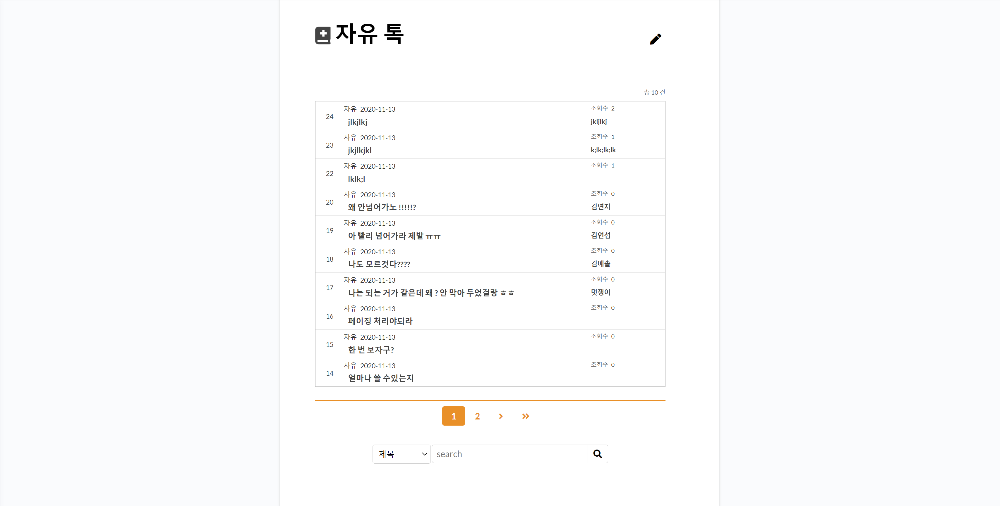 자유 톡
총 10 건
24
자유 2020-11-13
조회수 2
jlkjlkj
jkljlkj
23
자유 2020-11-13
조회수 1
jkjlkjkl
k;lk;lk;lk
22
자유 2020-11-13
조회수 1
lklk;l
20
자유 2020-11-13
조회수 0
왜 안넘어가노 !!!!!?
김연지
19
자유 2020-11-13
조회수 0
아 빨리 넘어가라 제발 ㅠㅠ
김연섭
18
자유 2020-11-13
조회수 0
나도 모르것다????
김예솔
17
자유 2020-11-13
조회수 0
나는 되는 거가 같은데 왜 ? 안 막아 두었걸랑 ㅎㅎ
멋쟁이
16
자유 2020-11-13
조회수 0
페이징 처리야되라
15
자유 2020-11-13
조회수 0
한 번 보자구?
14
자유 2020-11-13
조회수 0
얼마나 쓸 수있는지
1 2 › »
제목 search